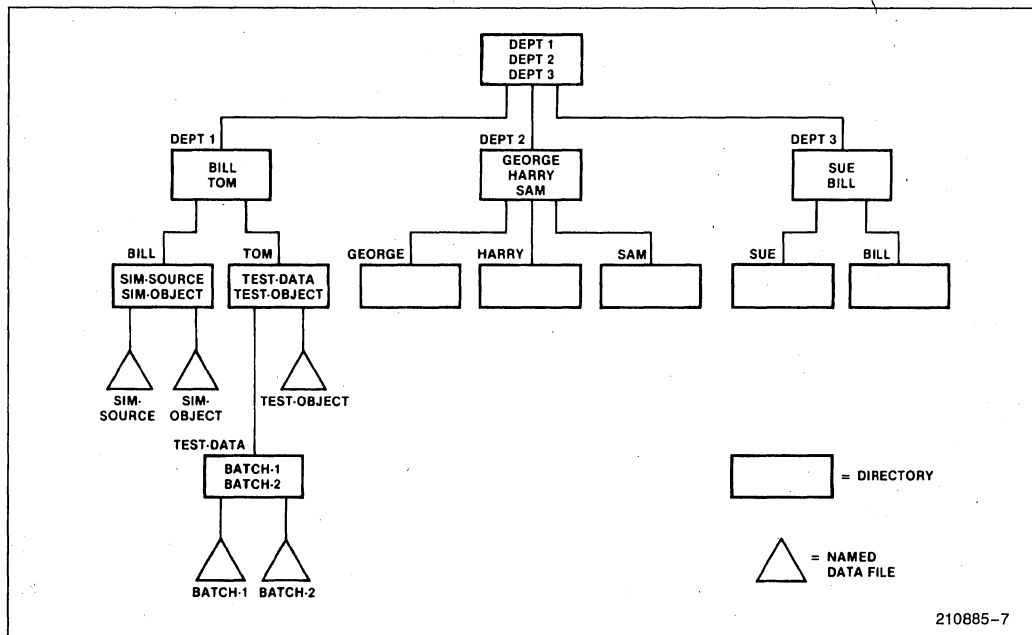 DEPT 1
DEPT 2
DEPT 3
DEPT 1
DEPT 2
DEPT 3
BILL
TOM
GEORGE
HARRY
SAM
SUE
BILL
BILL
TOM
GEORGE
HARRY
SAM
SUE
BILL
SIM-SOURCE
SIM-OBJECT
TEST-DATA
TEST-OBJECT
SIM-
SOURCE
SIM-
OBJECT
TEST-OBJECT
TEST-DATA
BATCH-1
BATCH-2
= DIRECTORY
BATCH-1
BATCH-2
= NAMED
DATA FILE
210885-7